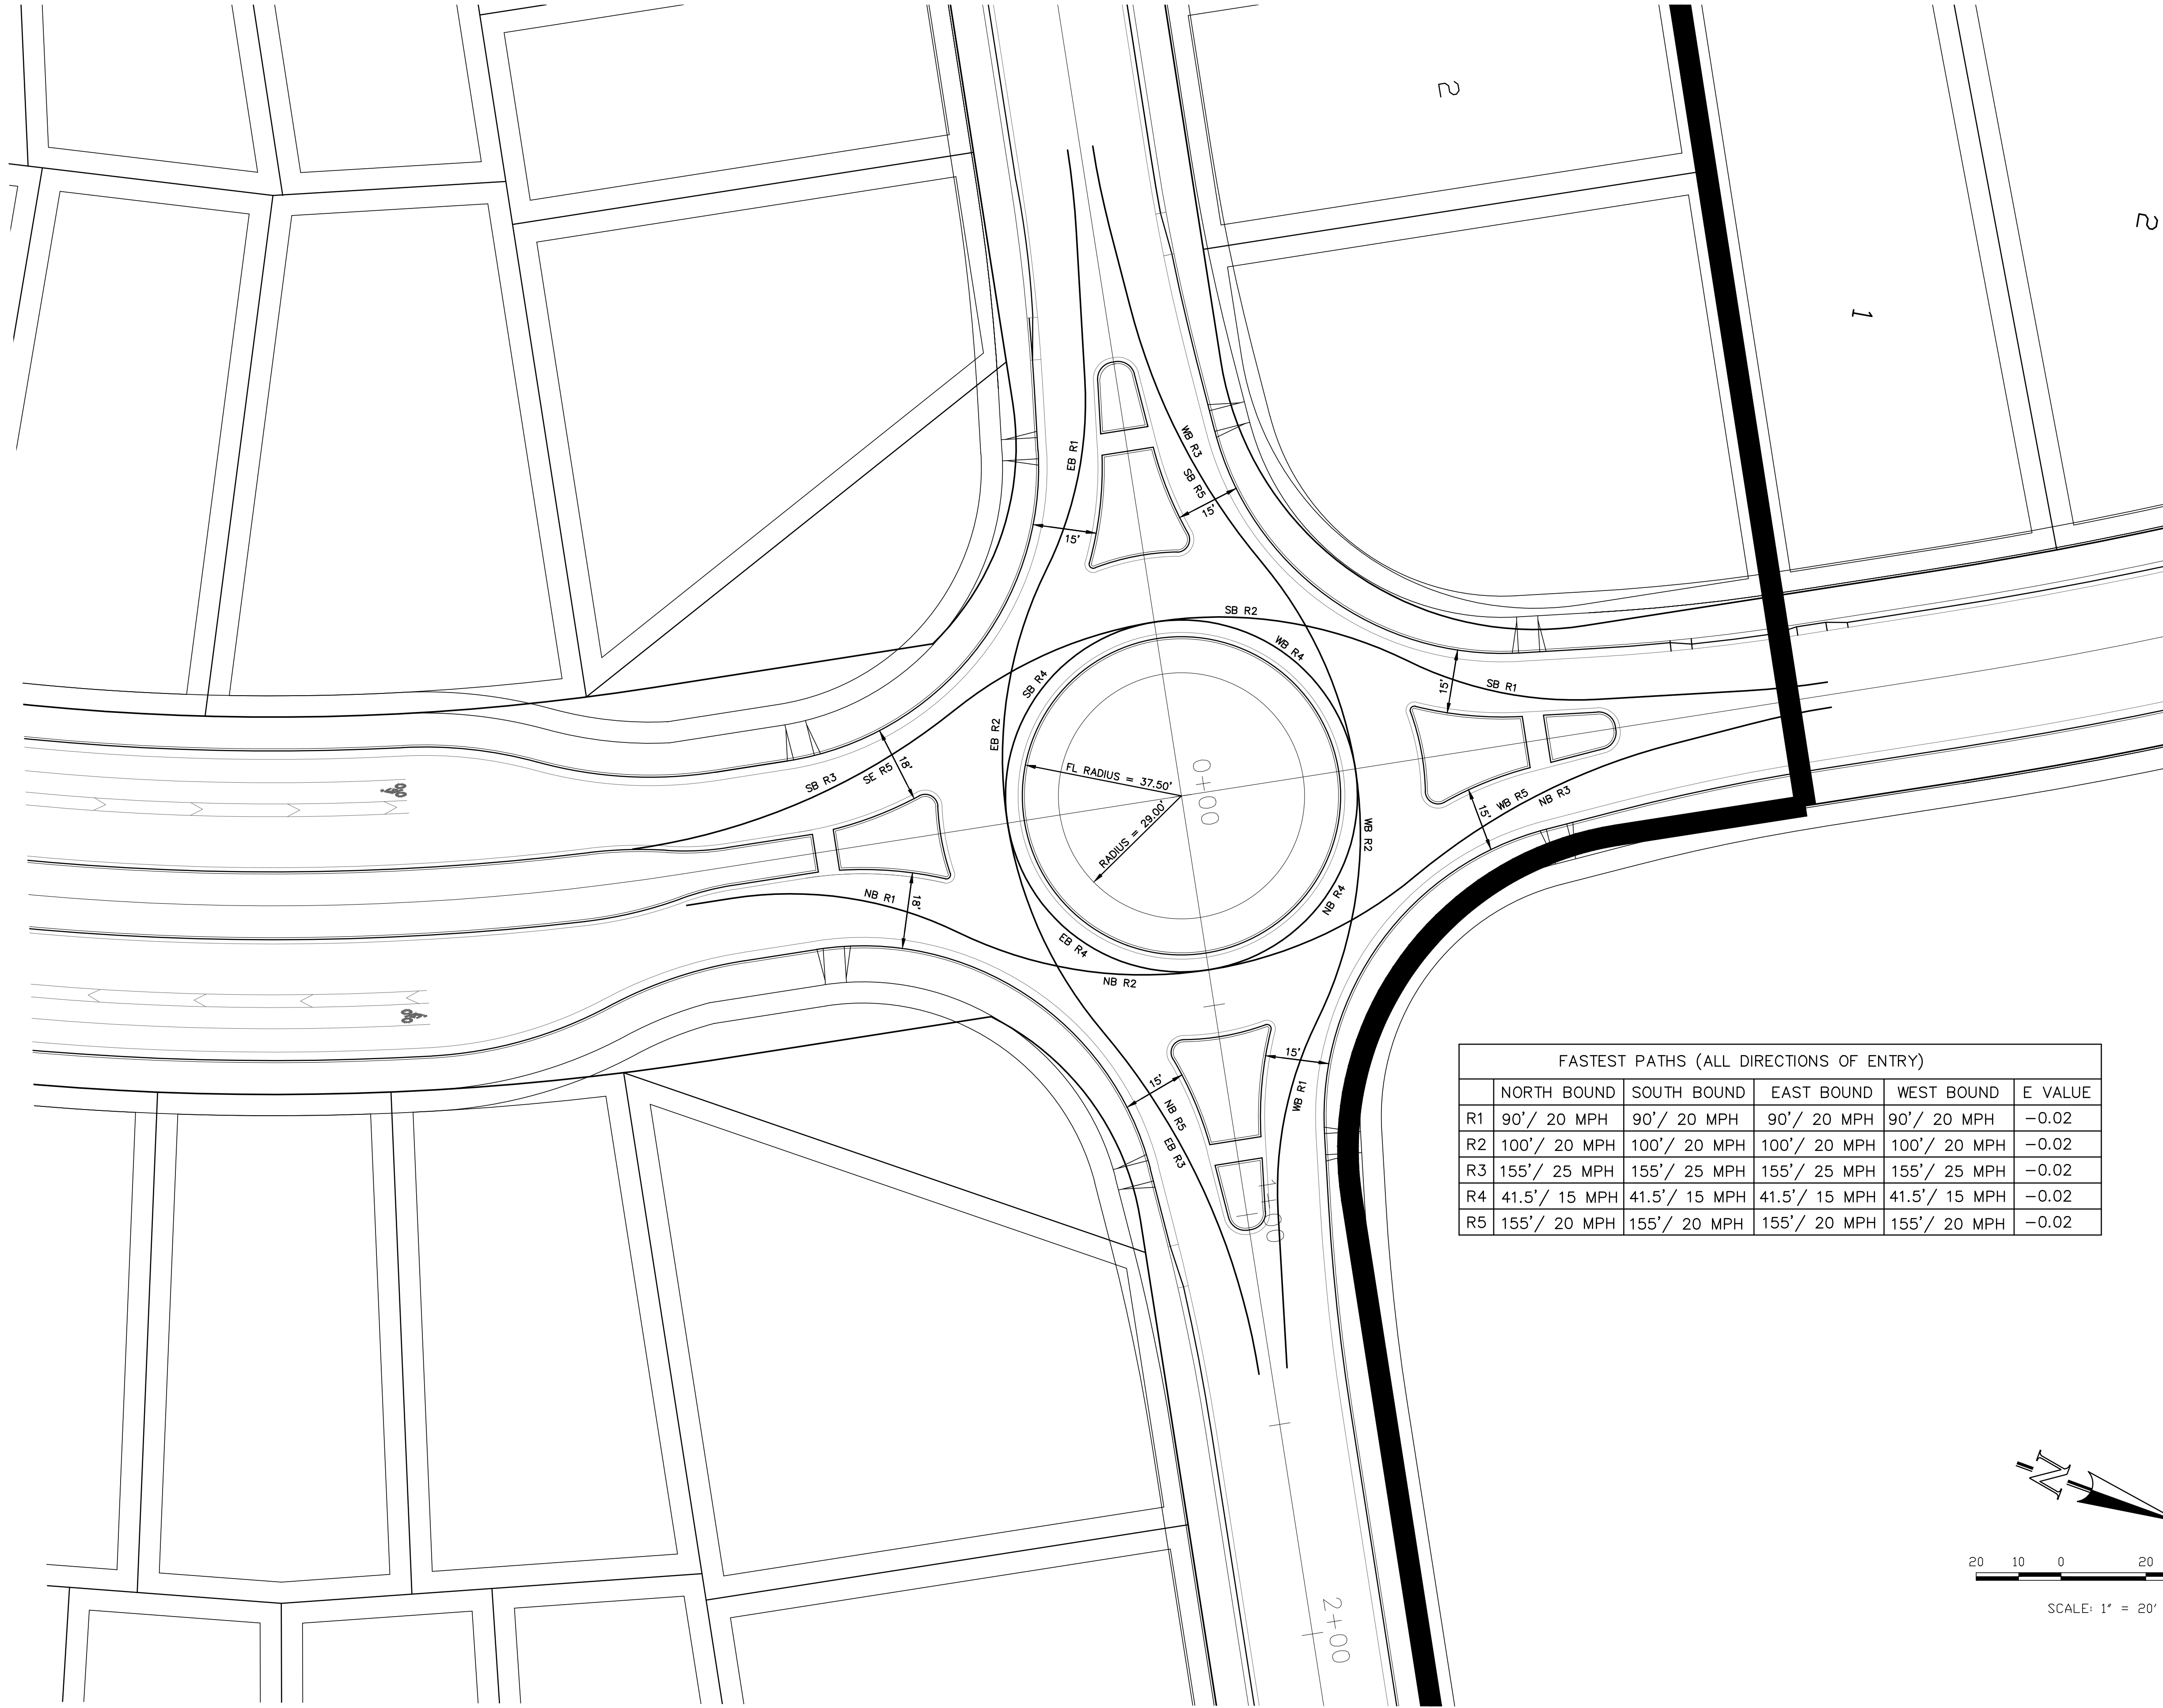 2
2
1
EB R1
WB R3
SB R5
15'
15'
SB R2
WB R4
SB R4
SB R1
15'
EB R2
18'
SB R3
SE R5
FL RADIUS = 37.50'
RADIUS = 29.00'
0+00
WB R5
NB R3
15'
WB R2
NB R1
18'
NB R4
EB R4
NB R2
15'
15'
WB R1
NB R5
EB R3
1+00
2+00
FASTEST PATHS (ALL DIRECTIONS OF ENTRY)
NORTH BOUND SOUTH BOUND EAST BOUND WEST BOUND E VALUE
R1 90'/ 20 MPH 90'/ 20 MPH 90'/ 20 MPH 90'/ 20 MPH -0.02
R2 100'/ 20 MPH 100'/ 20 MPH 100'/ 20 MPH 100'/ 20 MPH -0.02
R3 155'/ 25 MPH 155'/ 25 MPH 155'/ 25 MPH 155'/ 25 MPH -0.02
R4 41.5'/ 15 MPH 41.5'/ 15 MPH 41.5'/ 15 MPH 41.5'/ 15 MPH -0.02
R5 155'/ 20 MPH 155'/ 20 MPH 155'/ 20 MPH 155'/ 20 MPH -0.02
N
20 10 0 20
SCALE: 1" = 20'